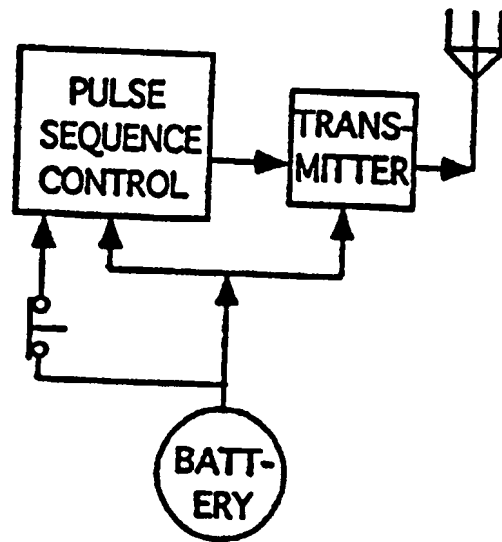 PULSE
SEQUENCE
CONTROL
TRANS-
MITTER
BATT-
ERY